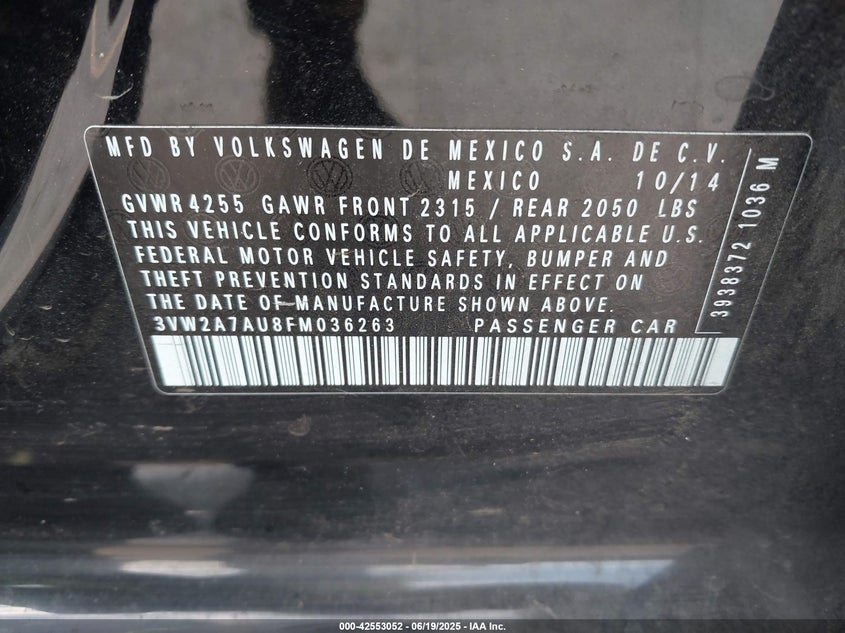 MFD BY VOLKSWAGEN DE MEXICO S.A. DE C.V.
MEXICO 10/14
GVWR 4255 GAWR FRONT 2315 / REAR 2050 LBS
THIS VEHICLE CONFORMS TO ALL APPLICABLE U.S.
FEDERAL MOTOR VEHICLE SAFETY, BUMPER AND
THEFT PREVENTION STANDARDS IN EFFECT ON
THE DATE OF MANUFACTURE SHOWN ABOVE.
3VW2A7AU8FM036263 PASSENGER CAR
3938372 1036 M
000-42553052 - 06/19/2025 - IAA Inc.